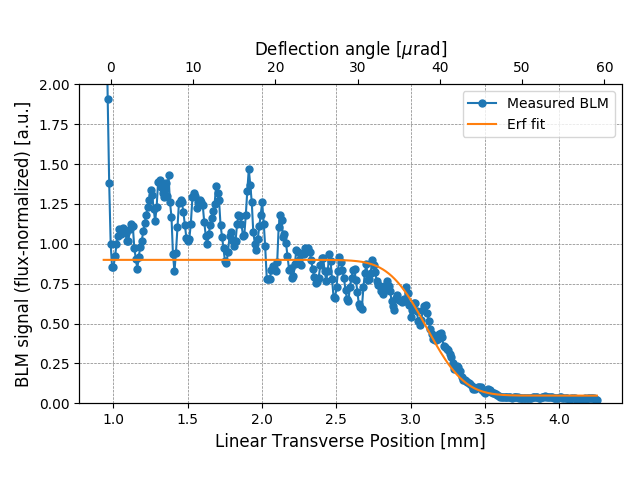 Deflection angle [μrad]
0 10 20 30 40 50 60
2.00
1.75
1.50
1.25
1.00
0.75
0.50
0.25
0.00
BLM signal (flux-normalized) [a.u.]
Measured BLM
Erf fit
1.0 1.5 2.0 2.5 3.0 3.5 4.0
Linear Transverse Position [mm]